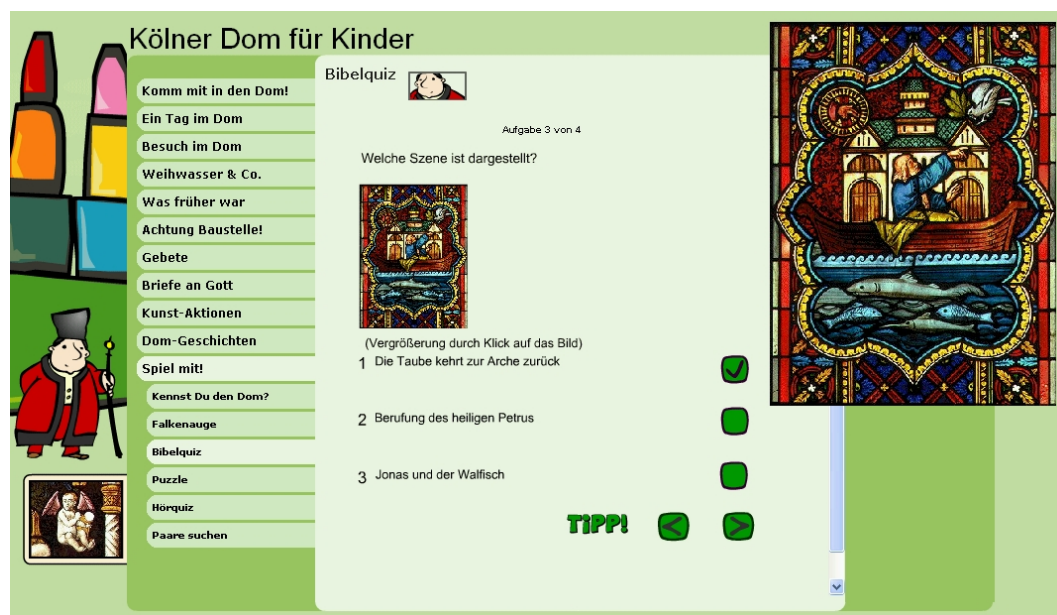 Kölner Dom für Kinder
Komm mit in den Dom!
Ein Tag im Dom
Besuch im Dom
Weihwasser & Co.
Was früher war
Achtung Baustelle!
Gebete
Briefe an Gott
Kunst-Aktionen
Dom-Geschichten
Spiel mit!
Kennst Du den Dom?
Falkenauge
Bibelquiz
Puzzle
Hörquiz
Paare suchen
Bibelquiz
Aufgabe 3 von 4
Welche Szene ist dargestellt?
(Vergrößerung durch Klick auf das Bild)
1 Die Taube kehrt zur Arche zurück
2 Berufung des heiligen Petrus
3 Jonas und der Walfisch
TiPP! < >